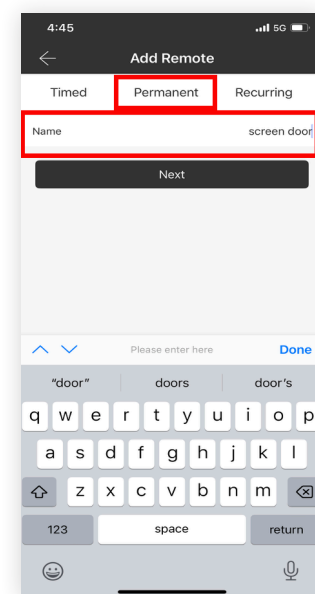 4:45 5G
Add Remote
Timed Permanent Recurring
Name screen door
Next
Please enter here Done
“door” doors door’s
q w e r t y u i o p
a s d f g h j k l
z x c v b n m
123 space return